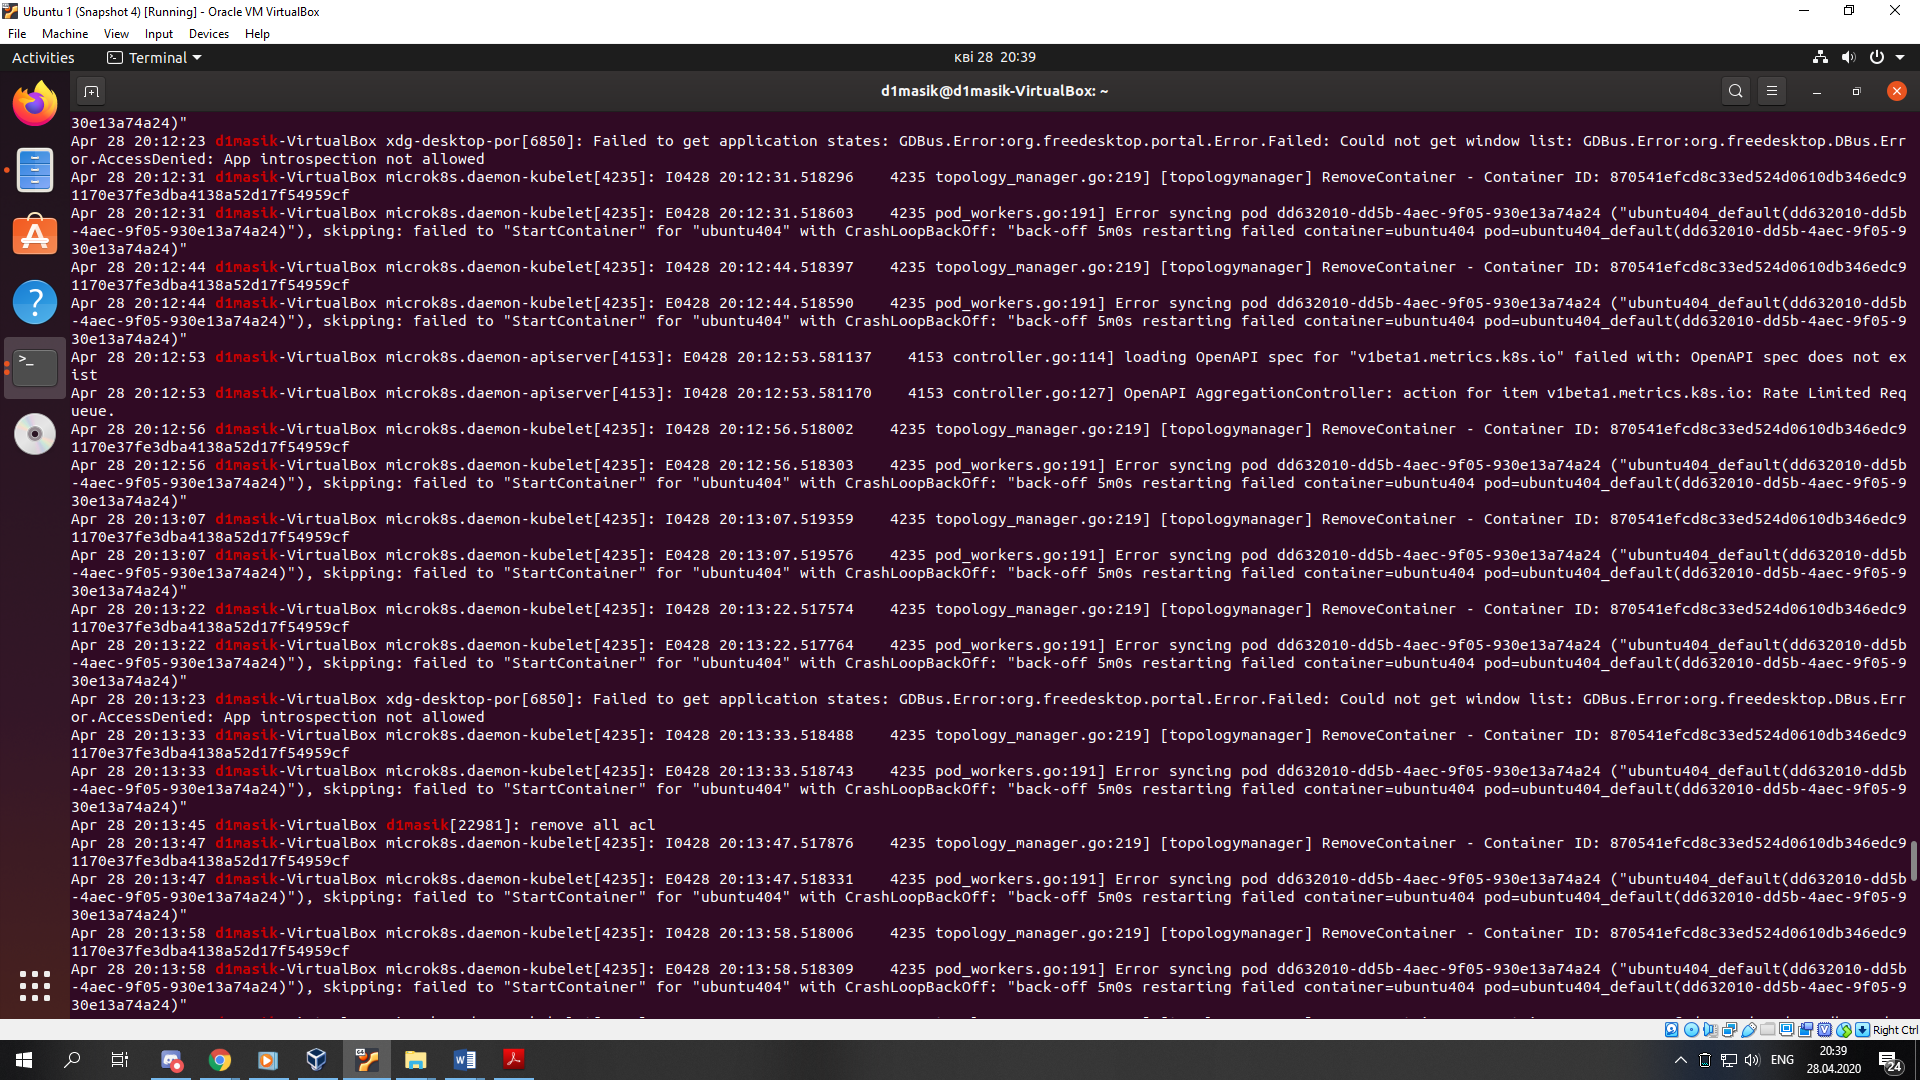 Ubuntu 1 (Snapshot 4) [Running] - Oracle VM VirtualBox
File Machine View Input Devices Help
Activities Terminal кві 28 20:39
d1masik@d1masik-VirtualBox: ~
30e13a74a24)"
Apr 28 20:12:23 d1masik-VirtualBox xdg-desktop-por[6850]: Failed to get application states: GDBus.Error:org.freedesktop.portal.Error.Failed: Could not get window list: GDBus.Error:org.freedesktop.DBus.Err
or.AccessDenied: App introspection not allowed
Apr 28 20:12:31 d1masik-VirtualBox microk8s.daemon-kubelet[4235]: I0428 20:12:31.518296    4235 topology_manager.go:219] [topologymanager] RemoveContainer - Container ID: 870541efcd8c33ed524d0610db346edc9
1170e37fe3dba4138a52d17f54959cf
Apr 28 20:12:31 d1masik-VirtualBox microk8s.daemon-kubelet[4235]: E0428 20:12:31.518603    4235 pod_workers.go:191] Error syncing pod dd632010-dd5b-4aec-9f05-930e13a74a24 ("ubuntu404_default(dd632010-dd5b
-4aec-9f05-930e13a74a24)"), skipping: failed to "StartContainer" for "ubuntu404" with CrashLoopBackOff: "back-off 5m0s restarting failed container=ubuntu404 pod=ubuntu404_default(dd632010-dd5b-4aec-9f05-9
30e13a74a24)"
Apr 28 20:12:44 d1masik-VirtualBox microk8s.daemon-kubelet[4235]: I0428 20:12:44.518397    4235 topology_manager.go:219] [topologymanager] RemoveContainer - Container ID: 870541efcd8c33ed524d0610db346edc9
1170e37fe3dba4138a52d17f54959cf
Apr 28 20:12:44 d1masik-VirtualBox microk8s.daemon-kubelet[4235]: E0428 20:12:44.518590    4235 pod_workers.go:191] Error syncing pod dd632010-dd5b-4aec-9f05-930e13a74a24 ("ubuntu404_default(dd632010-dd5b
-4aec-9f05-930e13a74a24)"), skipping: failed to "StartContainer" for "ubuntu404" with CrashLoopBackOff: "back-off 5m0s restarting failed container=ubuntu404 pod=ubuntu404_default(dd632010-dd5b-4aec-9f05-9
30e13a74a24)"
Apr 28 20:12:53 d1masik-VirtualBox microk8s.daemon-apiserver[4153]: E0428 20:12:53.581137    4153 controller.go:114] loading OpenAPI spec for "v1beta1.metrics.k8s.io" failed with: OpenAPI spec does not ex
ist
Apr 28 20:12:53 d1masik-VirtualBox microk8s.daemon-apiserver[4153]: I0428 20:12:53.581170    4153 controller.go:127] OpenAPI AggregationController: action for item v1beta1.metrics.k8s.io: Rate Limited Req
ueue.
Apr 28 20:12:56 d1masik-VirtualBox microk8s.daemon-kubelet[4235]: I0428 20:12:56.518002    4235 topology_manager.go:219] [topologymanager] RemoveContainer - Container ID: 870541efcd8c33ed524d0610db346edc9
1170e37fe3dba4138a52d17f54959cf
Apr 28 20:12:56 d1masik-VirtualBox microk8s.daemon-kubelet[4235]: E0428 20:12:56.518303    4235 pod_workers.go:191] Error syncing pod dd632010-dd5b-4aec-9f05-930e13a74a24 ("ubuntu404_default(dd632010-dd5b
-4aec-9f05-930e13a74a24)"), skipping: failed to "StartContainer" for "ubuntu404" with CrashLoopBackOff: "back-off 5m0s restarting failed container=ubuntu404 pod=ubuntu404_default(dd632010-dd5b-4aec-9f05-9
30e13a74a24)"
Apr 28 20:13:07 d1masik-VirtualBox microk8s.daemon-kubelet[4235]: I0428 20:13:07.519359    4235 topology_manager.go:219] [topologymanager] RemoveContainer - Container ID: 870541efcd8c33ed524d0610db346edc9
1170e37fe3dba4138a52d17f54959cf
Apr 28 20:13:07 d1masik-VirtualBox microk8s.daemon-kubelet[4235]: E0428 20:13:07.519576    4235 pod_workers.go:191] Error syncing pod dd632010-dd5b-4aec-9f05-930e13a74a24 ("ubuntu404_default(dd632010-dd5b
-4aec-9f05-930e13a74a24)"), skipping: failed to "StartContainer" for "ubuntu404" with CrashLoopBackOff: "back-off 5m0s restarting failed container=ubuntu404 pod=ubuntu404_default(dd632010-dd5b-4aec-9f05-9
30e13a74a24)"
Apr 28 20:13:22 d1masik-VirtualBox microk8s.daemon-kubelet[4235]: I0428 20:13:22.517574    4235 topology_manager.go:219] [topologymanager] RemoveContainer - Container ID: 870541efcd8c33ed524d0610db346edc9
1170e37fe3dba4138a52d17f54959cf
Apr 28 20:13:22 d1masik-VirtualBox microk8s.daemon-kubelet[4235]: E0428 20:13:22.517764    4235 pod_workers.go:191] Error syncing pod dd632010-dd5b-4aec-9f05-930e13a74a24 ("ubuntu404_default(dd632010-dd5b
-4aec-9f05-930e13a74a24)"), skipping: failed to "StartContainer" for "ubuntu404" with CrashLoopBackOff: "back-off 5m0s restarting failed container=ubuntu404 pod=ubuntu404_default(dd632010-dd5b-4aec-9f05-9
30e13a74a24)"
Apr 28 20:13:23 d1masik-VirtualBox xdg-desktop-por[6850]: Failed to get application states: GDBus.Error:org.freedesktop.portal.Error.Failed: Could not get window list: GDBus.Error:org.freedesktop.DBus.Err
or.AccessDenied: App introspection not allowed
Apr 28 20:13:33 d1masik-VirtualBox microk8s.daemon-kubelet[4235]: I0428 20:13:33.518488    4235 topology_manager.go:219] [topologymanager] RemoveContainer - Container ID: 870541efcd8c33ed524d0610db346edc9
1170e37fe3dba4138a52d17f54959cf
Apr 28 20:13:33 d1masik-VirtualBox microk8s.daemon-kubelet[4235]: E0428 20:13:33.518743    4235 pod_workers.go:191] Error syncing pod dd632010-dd5b-4aec-9f05-930e13a74a24 ("ubuntu404_default(dd632010-dd5b
-4aec-9f05-930e13a74a24)"), skipping: failed to "StartContainer" for "ubuntu404" with CrashLoopBackOff: "back-off 5m0s restarting failed container=ubuntu404 pod=ubuntu404_default(dd632010-dd5b-4aec-9f05-9
30e13a74a24)"
Apr 28 20:13:45 d1masik-VirtualBox d1masik[22981]: remove all acl
Apr 28 20:13:47 d1masik-VirtualBox microk8s.daemon-kubelet[4235]: I0428 20:13:47.517876    4235 topology_manager.go:219] [topologymanager] RemoveContainer - Container ID: 870541efcd8c33ed524d0610db346edc9
1170e37fe3dba4138a52d17f54959cf
Apr 28 20:13:47 d1masik-VirtualBox microk8s.daemon-kubelet[4235]: E0428 20:13:47.518331    4235 pod_workers.go:191] Error syncing pod dd632010-dd5b-4aec-9f05-930e13a74a24 ("ubuntu404_default(dd632010-dd5b
-4aec-9f05-930e13a74a24)"), skipping: failed to "StartContainer" for "ubuntu404" with CrashLoopBackOff: "back-off 5m0s restarting failed container=ubuntu404 pod=ubuntu404_default(dd632010-dd5b-4aec-9f05-9
30e13a74a24)"
Apr 28 20:13:58 d1masik-VirtualBox microk8s.daemon-kubelet[4235]: I0428 20:13:58.518006    4235 topology_manager.go:219] [topologymanager] RemoveContainer - Container ID: 870541efcd8c33ed524d0610db346edc9
1170e37fe3dba4138a52d17f54959cf
Apr 28 20:13:58 d1masik-VirtualBox microk8s.daemon-kubelet[4235]: E0428 20:13:58.518309    4235 pod_workers.go:191] Error syncing pod dd632010-dd5b-4aec-9f05-930e13a74a24 ("ubuntu404_default(dd632010-dd5b
-4aec-9f05-930e13a74a24)"), skipping: failed to "StartContainer" for "ubuntu404" with CrashLoopBackOff: "back-off 5m0s restarting failed container=ubuntu404 pod=ubuntu404_default(dd632010-dd5b-4aec-9f05-9
30e13a74a24)"
Right Ctrl
ENG
20:39
28.04.2020
24